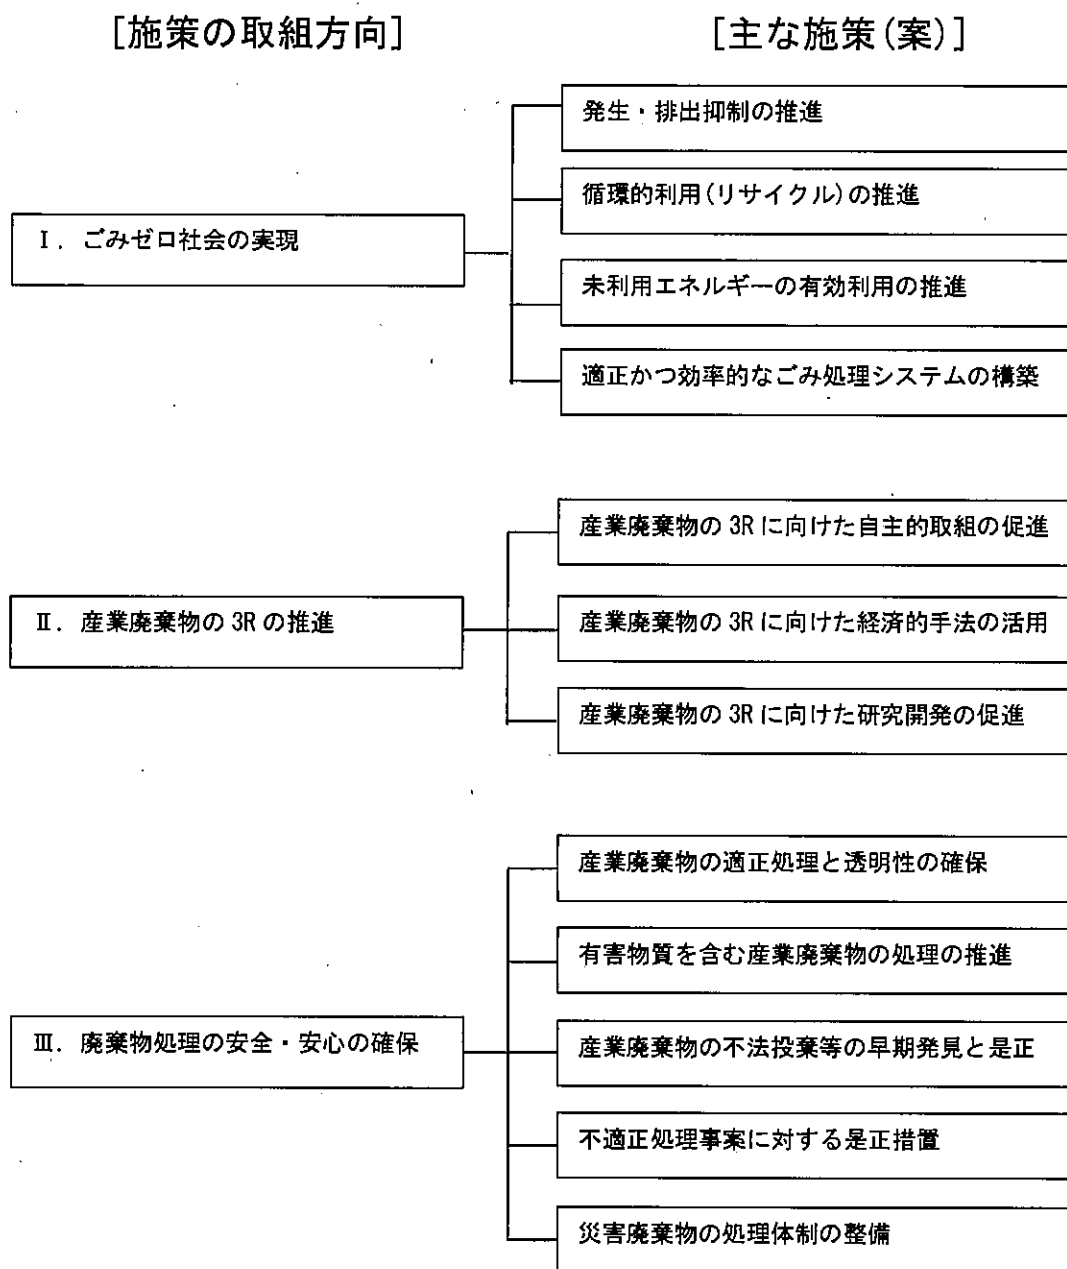 [施策の取組方向]
[主な施策(案)]
Ⅰ. ごみゼロ社会の実現
発生・排出抑制の推進
循環的利用(リサイクル)の推進
未利用エネルギーの有効利用の推進
適正かつ効率的なごみ処理システムの構築
Ⅱ. 産業廃棄物の 3R の推進
産業廃棄物の 3R に向けた自主的取組の促進
産業廃棄物の 3R に向けた経済的手法の活用
産業廃棄物の 3R に向けた研究開発の促進
Ⅲ. 廃棄物処理の安全・安心の確保
産業廃棄物の適正処理と透明性の確保
有害物質を含む産業廃棄物の処理の推進
産業廃棄物の不法投棄等の早期発見と是正
不適正処理事案に対する是正措置
災害廃棄物の処理体制の整備